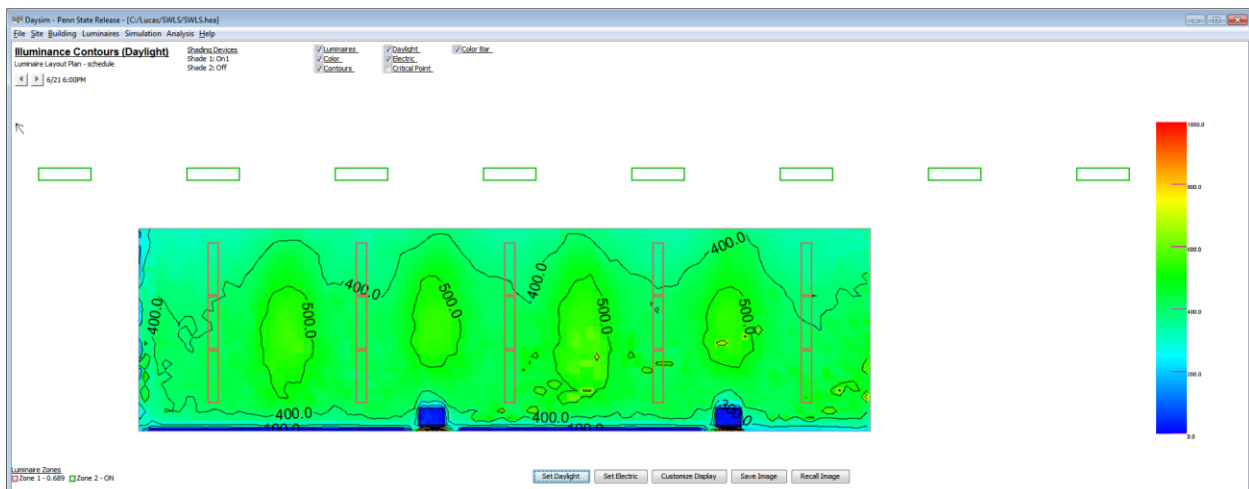 Daysim - Penn State Release - [C:/Lucas/SWLS/SWLS.hea]
File Site Building Luminaires Simulation Analysis Help
Illuminance Contours (Daylight)
Luminaire Layout Plan - schedule
6/21 6:00PM
Shading Devices
Shade 1: On1
Shade 2: Off
Luminaires
Color
Contours
Daylight
Electric
Critical Point
Color Bar
1000.0
800.0
600.0
400.0
200.0
0.0
400.0
400.0
400.0
400.0
400.0
500.0
500.0
500.0
500.0
400.0
400.0
Luminaire Zones
Zone 1 - 0.689 Zone 2 - ON
Set Daylight Set Electric Customize Display Save Image Recall Image